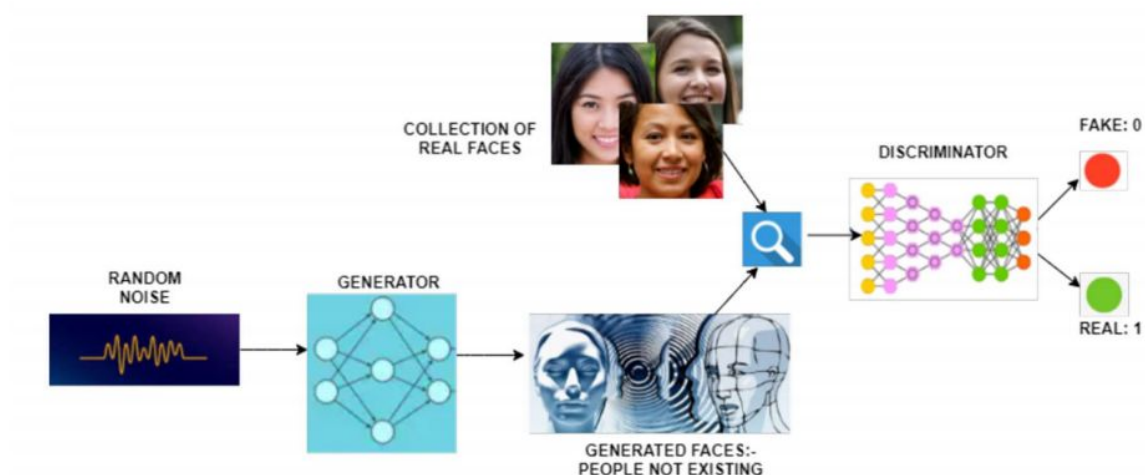 COLLECTION OF
REAL FACES
FAKE: 0
DISCRIMINATOR
RANDOM
NOISE
GENERATOR
REAL: 1
GENERATED FACES:-
PEOPLE NOT EXISTING